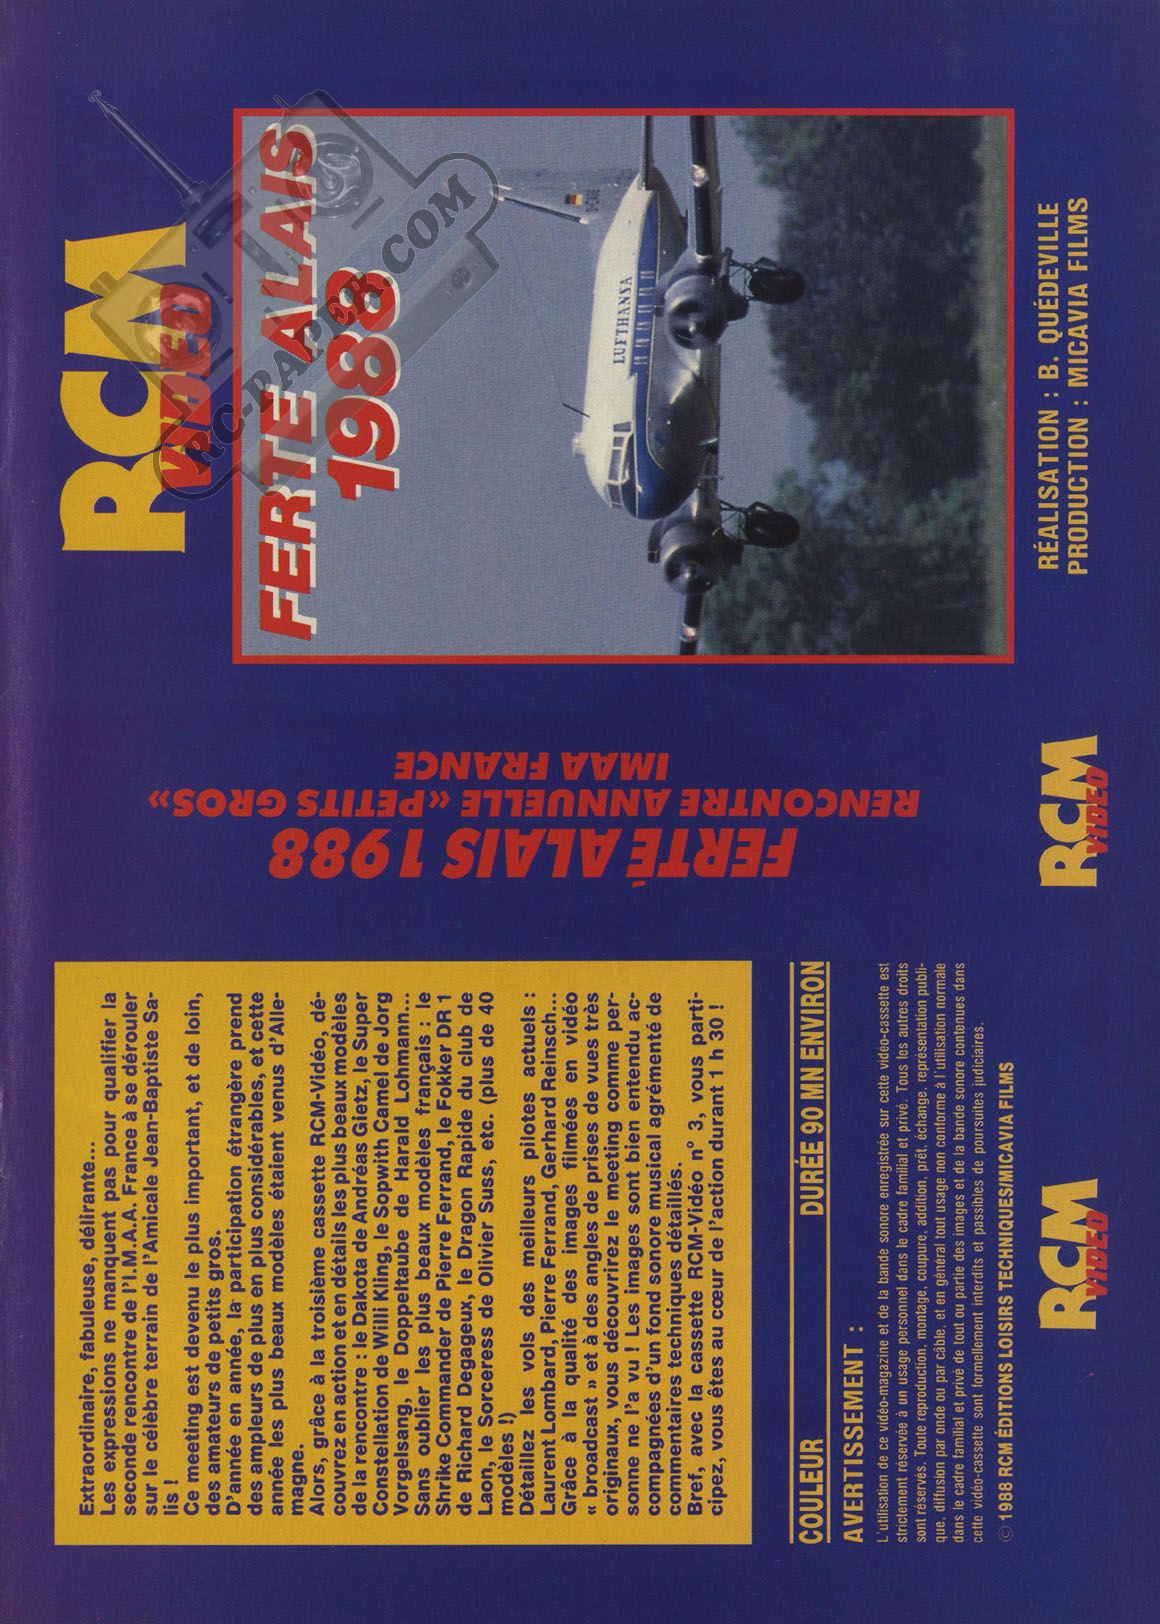 RCM
VIDEO
FERTE ALAIS
1988
LUFTHANSA
D-CADE
RC-PAPER.COM
RÉALISATION : B. QUÉDEVILLE
PRODUCTION : MICAVIA FILMS
FERTÉ ALAIS 1988
RENCONTRE ANNUELLE «PETITS GROS»
IMAA FRANCE
RCM
VIDEO
Extraordinaire, fabuleuse, délirante...
Les expressions ne manquent pas pour qualifier la
seconde rencontre de l'I.M.A.A. France à se dérouler
sur le célèbre terrain de l'Amicale Jean-Baptiste Sa-
lis !
Ce meeting est devenu le plus important, et de loin,
des amateurs de petits gros.
D'année en année, la participation étrangère prend
des ampleurs de plus en plus considérables, et cette
année les plus beaux modèles étaient venus d'Alle-
magne.
Alors, grâce à la troisième cassette RCM-Vidéo, dé-
couvrez en action et en détails les plus beaux modèles
de la rencontre : le Dakota de Andréas Gietz, le Super
Constellation de Willi Kling, le Sopwith Camel de Jorg
Vorgelsang, le Doppeltaube de Harald Lohmann...
Sans oublier les plus beaux modèles français : le
Shrike Commander de Pierre Ferrand, le Fokker DR 1
de Richard Degageux, le Dragon Rapide du club de
Laon, le Sorceress de Olivier Suss, etc. (plus de 40
modèles !)
Détaillez les vols des meilleurs pilotes actuels :
Laurent Lombard, Pierre Ferrand, Gerhard Reinsch...
Grâce à la qualité des images filmées en vidéo
« broadcast » et à des angles de prises de vues très
originaux, vous découvrirez le meeting comme per-
sonne ne l'a vu ! Les images sont bien entendu ac-
compagnées d'un fond sonore musical agrémenté de
commentaires techniques détaillés.
Bref, avec la cassette RCM-Vidéo n° 3, vous parti-
cipez, vous êtes au cœur de l'action durant 1 h 30 !
COULEUR DURÉE 90 MN ENVIRON
AVERTISSEMENT :
L'utilisation de ce vidéo-magazine et de la bande sonore enregistrée sur cette vidéo-cassette est
strictement réservée à un usage personnel dans le cadre familial et privé. Tous les autres droits
sont réservés. Toute reproduction, montage, coupure, addition, prêt, échange, représentation publi-
que, diffusion par onde ou par câble, et en général tout usage non conforme à l'utilisation normale
dans le cadre familial et privé de tout ou partie des images et de la bande sonore contenues dans
cette vidéo-cassette sont formellement interdits et passibles de poursuites judiciaires.
© 1988 RCM ÉDITIONS LOISIRS TECHNIQUES/MICAVIA FILMS
RCM
VIDEO